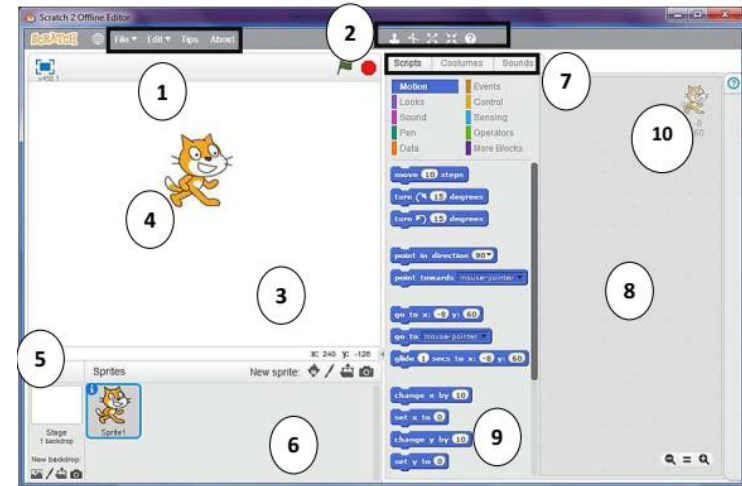 Scratch 2 Offline Editor
SCRATCH File Edit Tips About
2
v450.1
1
Scripts Costumes Sounds
7
Motion Events
Looks Control
Sound Sensing
Pen Operators
Data More Blocks
-8
60
10
4
move 10 steps
turn 15 degrees
turn 15 degrees
point in direction 90
point towards mouse-pointer
3
8
go to x: -8 y: 60
go to mouse-pointer
glide 1 secs to x: -8 y: 60
x: 240 y: -126
5
Sprites New sprite:
Stage
1 backdrop
Sprite1
New backdrop:
6
change x by 10
set x to 0
change y by 10
set y to 0
9